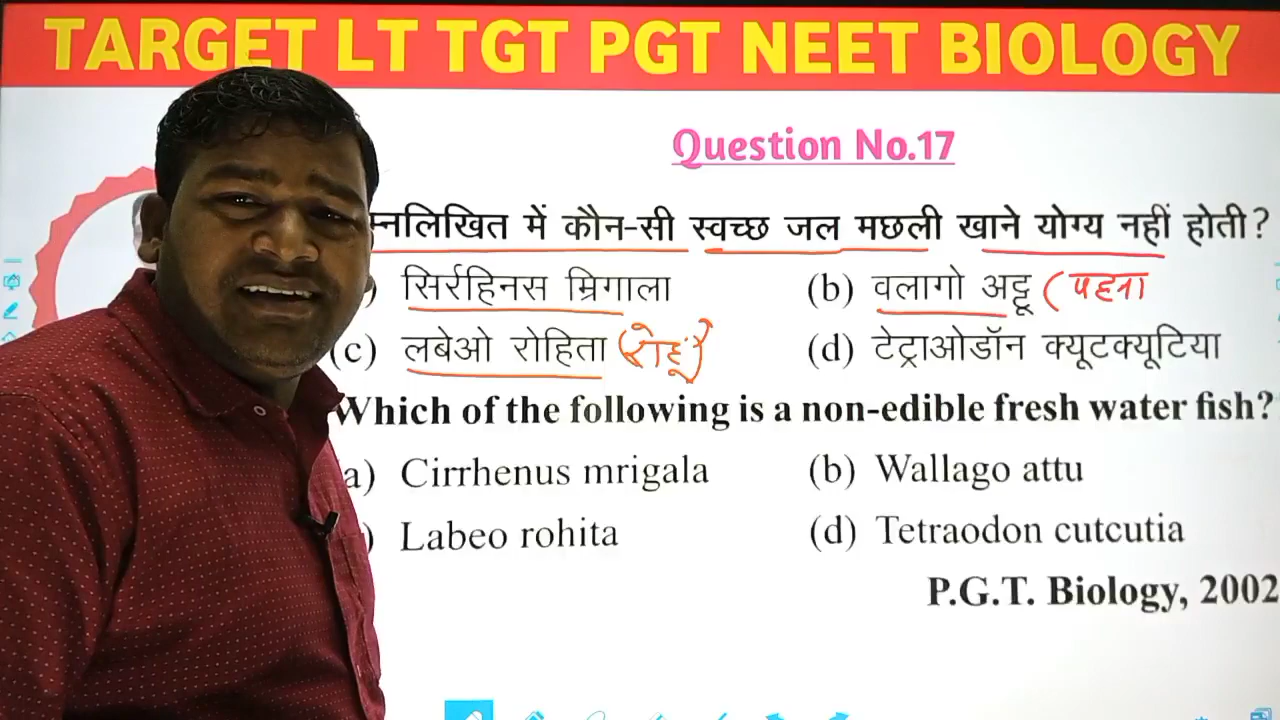 TARGET LT TGT PGT NEET BIOLOGY
Question No.17
म्नलिखित में कौन-सी स्वच्छ जल मछली खाने योग्य नहीं होती?
) सिर्रहिनस म्रिगाला (b) वलागो अट्टू (पहना
(c) लबेओ रोहिता (रोहू) (d) टेट्राओडॉन क्यूटक्यूटिया
Which of the following is a non-edible fresh water fish?
a) Cirrhenus mrigala (b) Wallago attu
) Labeo rohita (d) Tetraodon cutcutia
P.G.T. Biology, 2002